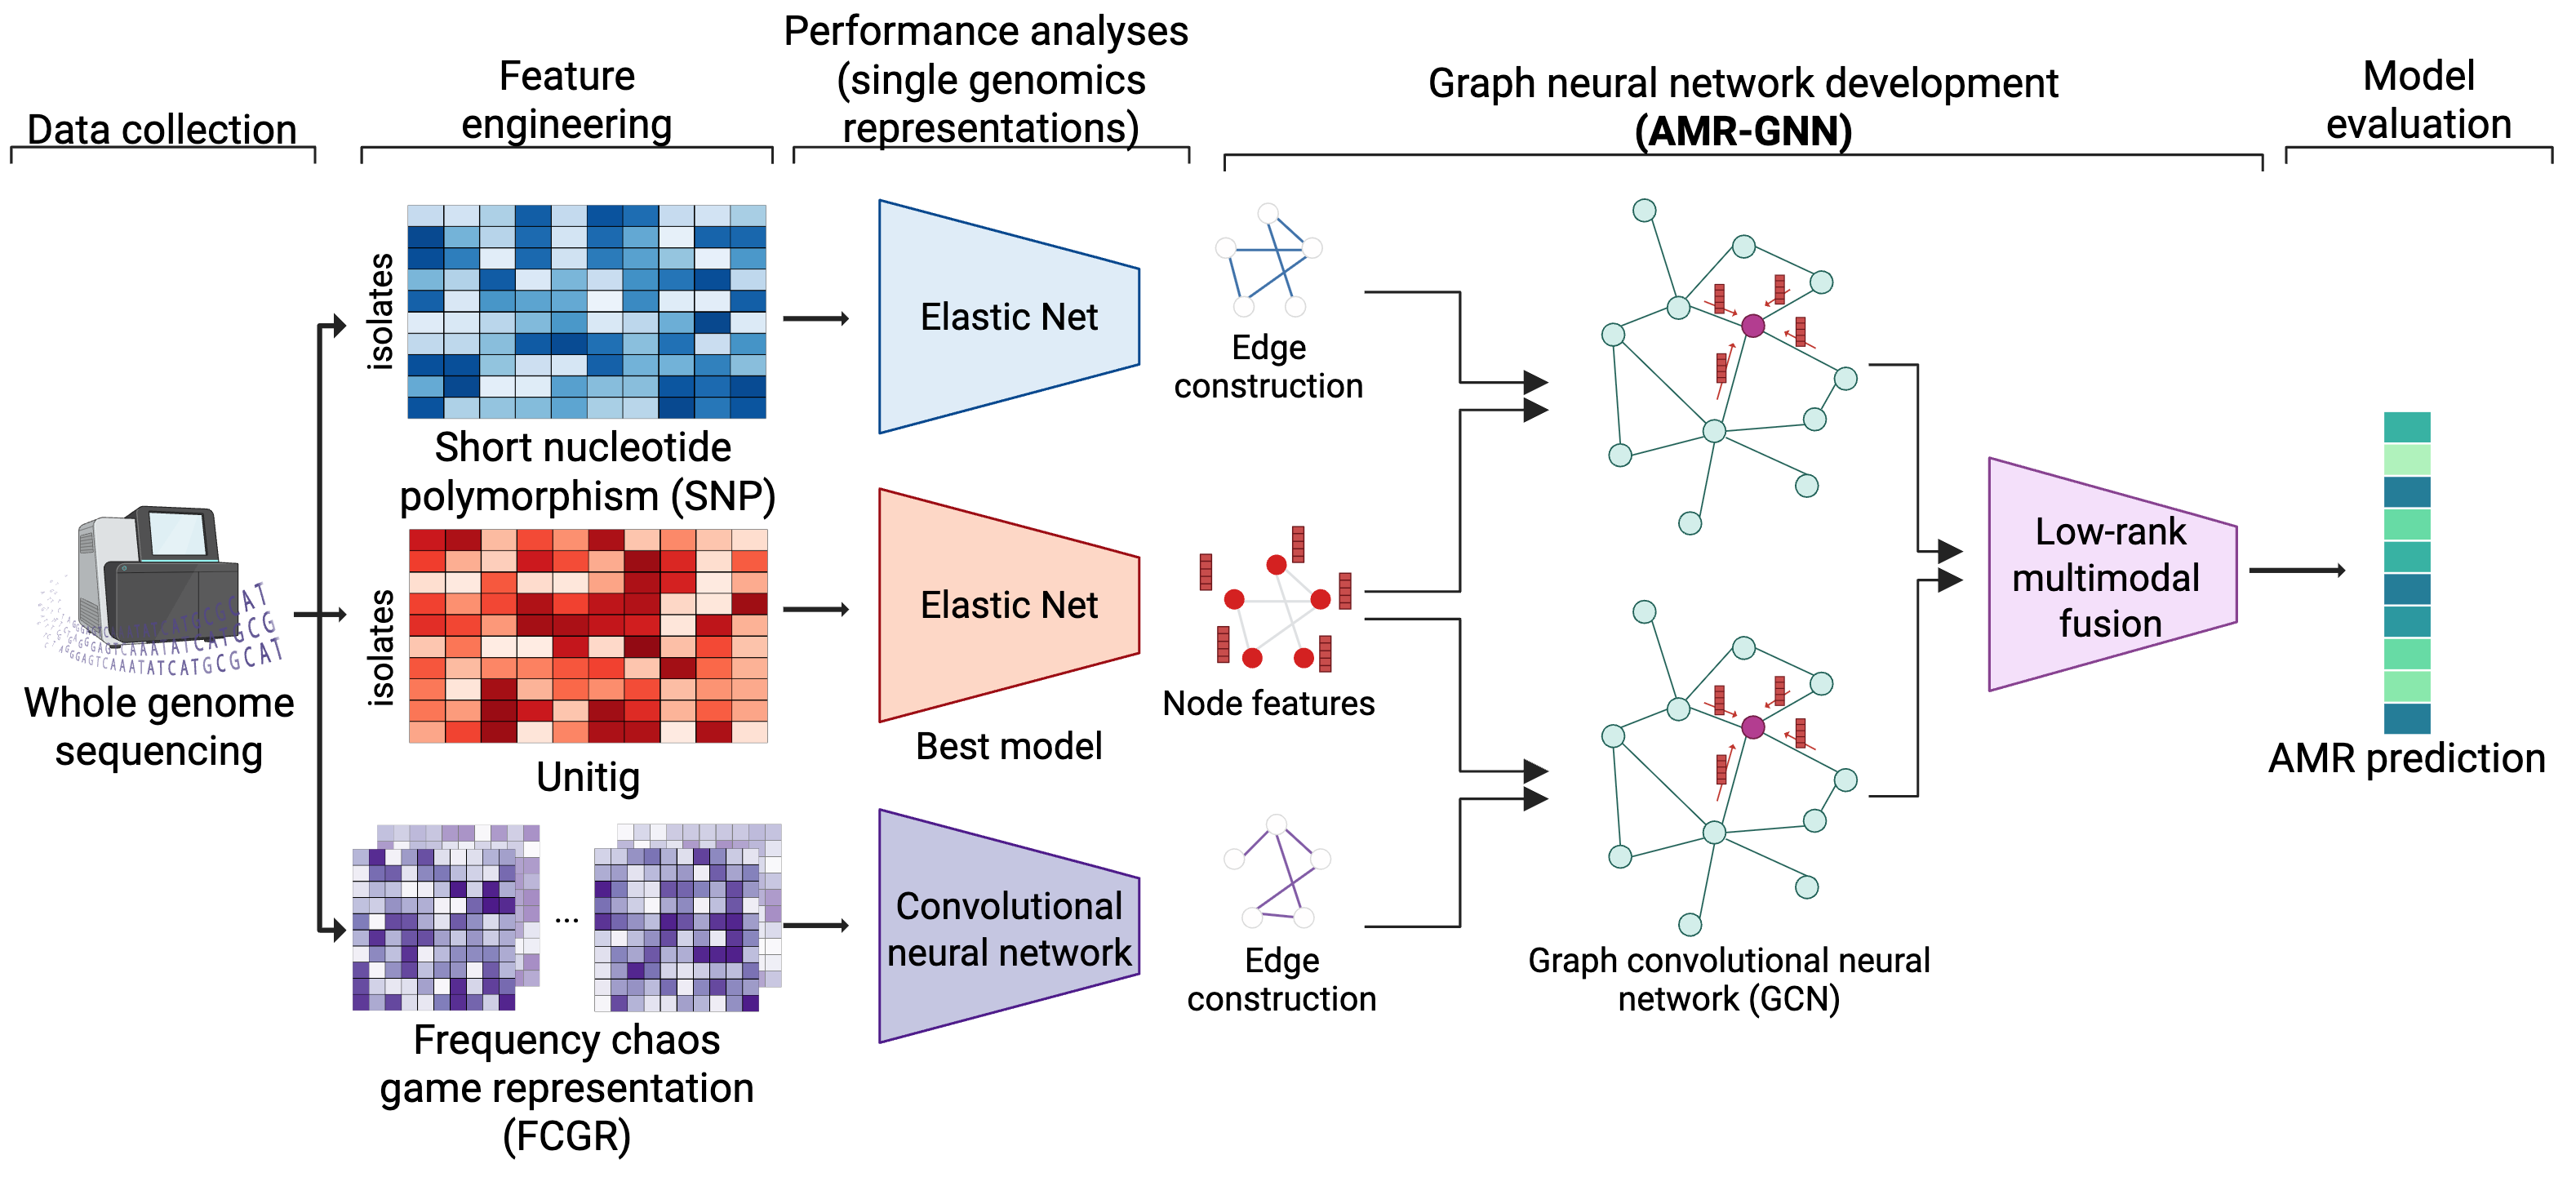 Data collection
Feature
engineering
Performance analyses
(single genomics
representations)
Graph neural network development
(AMR-GNN)
Model
evaluation
isolates
Short nucleotide
polymorphism (SNP)
isolates
Unitig
Whole genome
sequencing
...
Frequency chaos
game representation
(FCGR)
Elastic Net
Elastic Net
Best model
Convolutional
neural network
Edge
construction
Node features
Edge
construction
Graph convolutional neural
network (GCN)
Low-rank
multimodal
fusion
AMR prediction